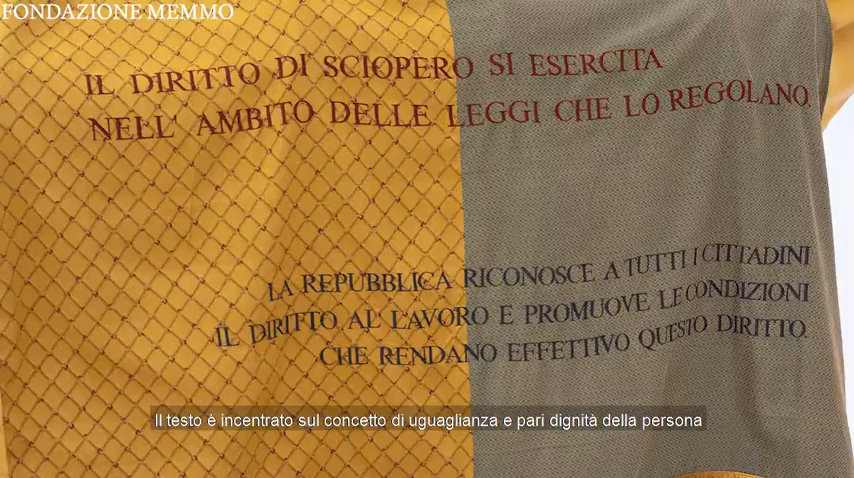 FONDAZIONE MEMMO
IL DIRITTO DI SCIOPERO SI ESERCITA
NELL' AMBITO DELLE LEGGI CHE LO REGOLANO.
LA REPUBBLICA RICONOSCE A TUTTI I CITTADINI
IL DIRITTO AL LAVORO E PROMUOVE LE CONDIZIONI
CHE RENDANO EFFETTIVO QUESTO DIRITTO.
Il testo è incentrato sul concetto di uguaglianza e pari dignità della persona